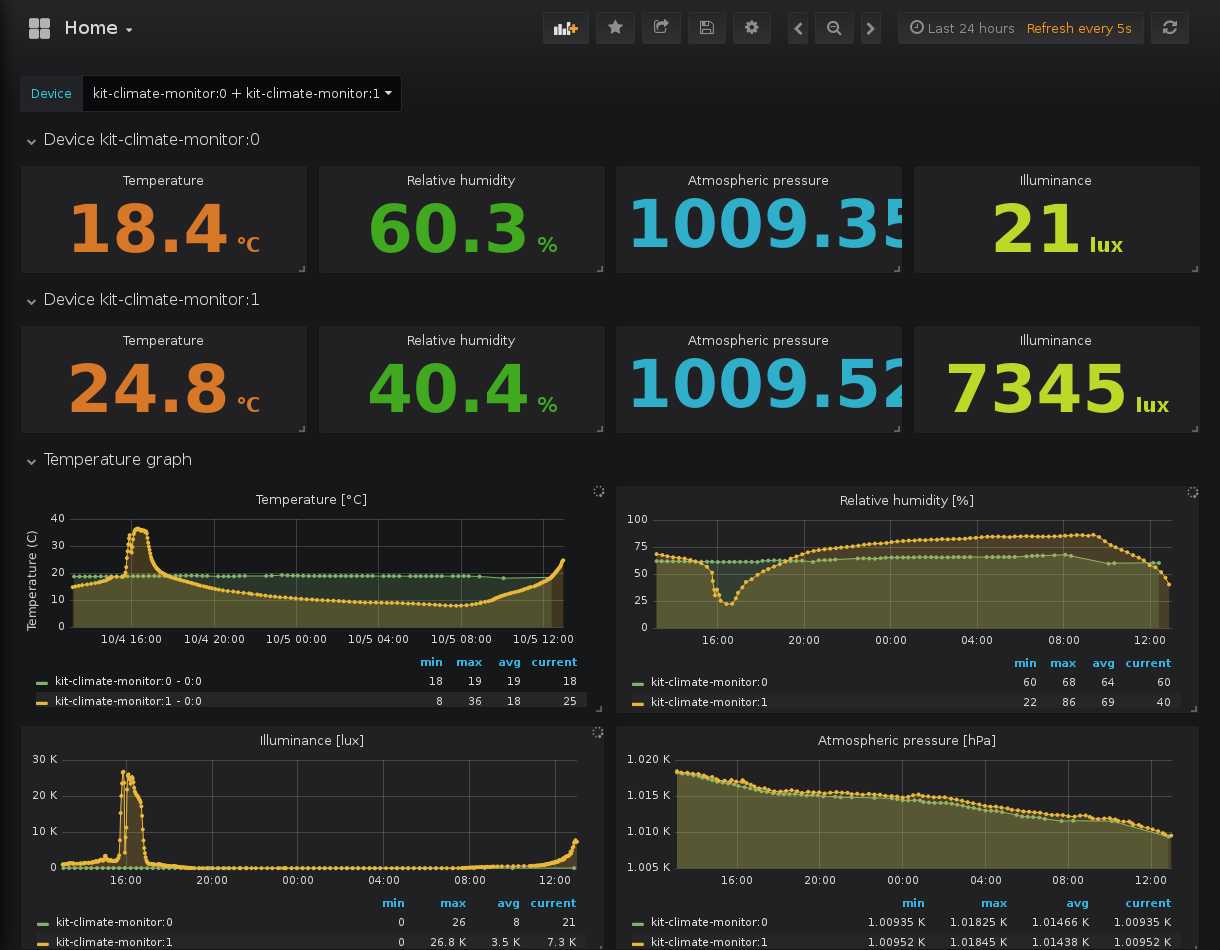 Home
Last 24 hours Refresh every 5s
Device kit-climate-monitor:0 + kit-climate-monitor:1
Device kit-climate-monitor:0
Temperature Relative humidity Atmospheric pressure Illuminance
18.4 °C 60.3 % 1009.35 21 lux
Device kit-climate-monitor:1
Temperature Relative humidity Atmospheric pressure Illuminance
24.8 °C 40.4 % 1009.52 7345 lux
Temperature graph
Temperature [°C]
Temperature (C)
40
30
20
10
0
10/4 16:00 10/4 20:00 10/5 00:00 10/5 04:00 10/5 08:00 10/5 12:00
min max avg current
kit-climate-monitor:0 - 0:0 18 19 19 18
kit-climate-monitor:1 - 0:0 8 36 18 25
Relative humidity [%]
100
75
50
25
0
16:00 20:00 00:00 04:00 08:00 12:00
min max avg current
kit-climate-monitor:0 60 68 64 60
kit-climate-monitor:1 22 86 69 40
Illuminance [lux]
30 K
20 K
10 K
0
16:00 20:00 00:00 04:00 08:00 12:00
min max avg current
kit-climate-monitor:0 0 26 8 21
kit-climate-monitor:1 0 26.8 K 3.5 K 7.3 K
Atmospheric pressure [hPa]
1.020 K
1.015 K
1.010 K
1.005 K
16:00 20:00 00:00 04:00 08:00 12:00
min max avg current
kit-climate-monitor:0 1.00935 K 1.01825 K 1.01466 K 1.00935 K
kit-climate-monitor:1 1.00952 K 1.01845 K 1.01438 K 1.00952 K